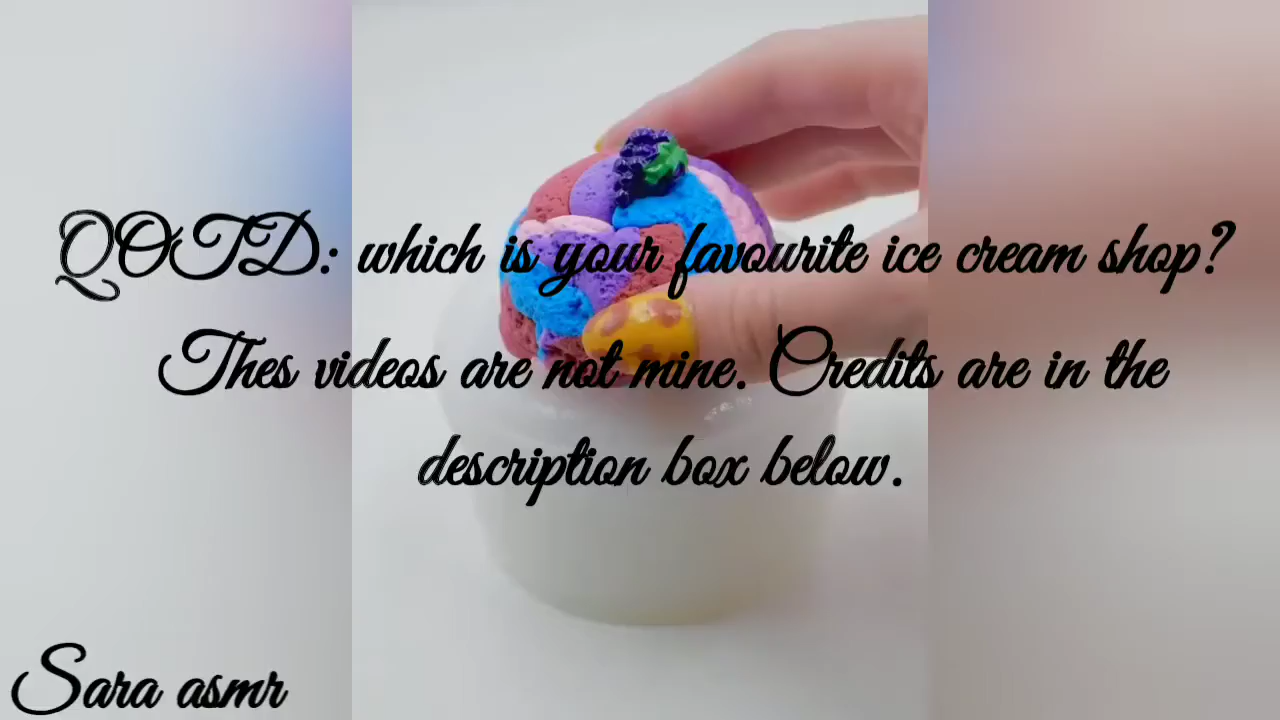 QOTD: which is your favourite ice cream shop?
Thes videos are not mine. Credits are in the
description box below.
Sara asmr